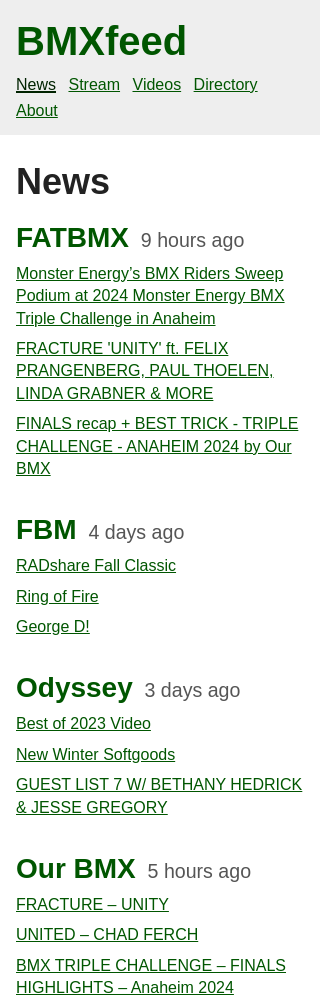 BMXfeed
News Stream Videos Directory
About
News
FATBMX 9 hours ago
Monster Energy’s BMX Riders Sweep
Podium at 2024 Monster Energy BMX
Triple Challenge in Anaheim
FRACTURE 'UNITY' ft. FELIX
PRANGENBERG, PAUL THOELEN,
LINDA GRABNER & MORE
FINALS recap + BEST TRICK - TRIPLE
CHALLENGE - ANAHEIM 2024 by Our
BMX
FBM 4 days ago
RADshare Fall Classic
Ring of Fire
George D!
Odyssey 3 days ago
Best of 2023 Video
New Winter Softgoods
GUEST LIST 7 W/ BETHANY HEDRICK
& JESSE GREGORY
Our BMX 5 hours ago
FRACTURE – UNITY
UNITED – CHAD FERCH
BMX TRIPLE CHALLENGE – FINALS
HIGHLIGHTS – Anaheim 2024